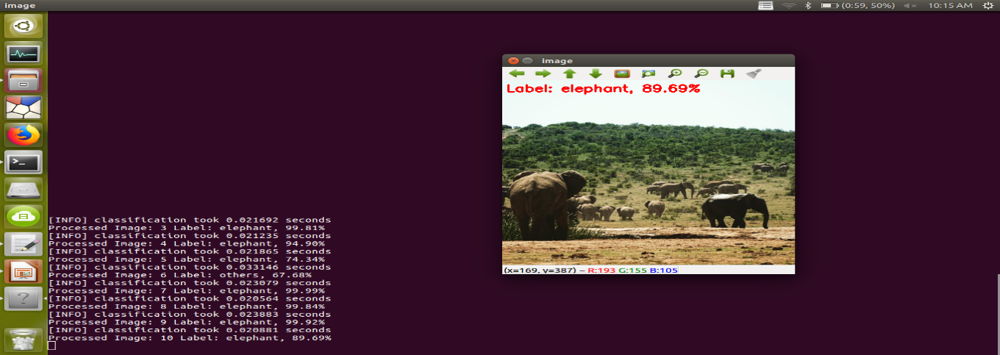 image
(0:59, 50%)
10:15 AM
image
Label: elephant, 89.69%
(x=169, y=387) ~ R:193 G:155 B:105
[INFO] classification took 0.021692 seconds
Processed Image: 3 Label: elephant, 99.81%
[INFO] classification took 0.021235 seconds
Processed Image: 4 Label: elephant, 94.90%
[INFO] classification took 0.021865 seconds
Processed Image: 5 Label: elephant, 74.34%
[INFO] classification took 0.033146 seconds
Processed Image: 6 Label: others, 67.68%
[INFO] classification took 0.023079 seconds
Processed Image: 7 Label: elephant, 99.99%
[INFO] classification took 0.020564 seconds
Processed Image: 8 Label: elephant, 99.84%
[INFO] classification took 0.023883 seconds
Processed Image: 9 Label: elephant, 99.92%
[INFO] classification took 0.020881 seconds
Processed Image: 10 Label: elephant, 89.69%